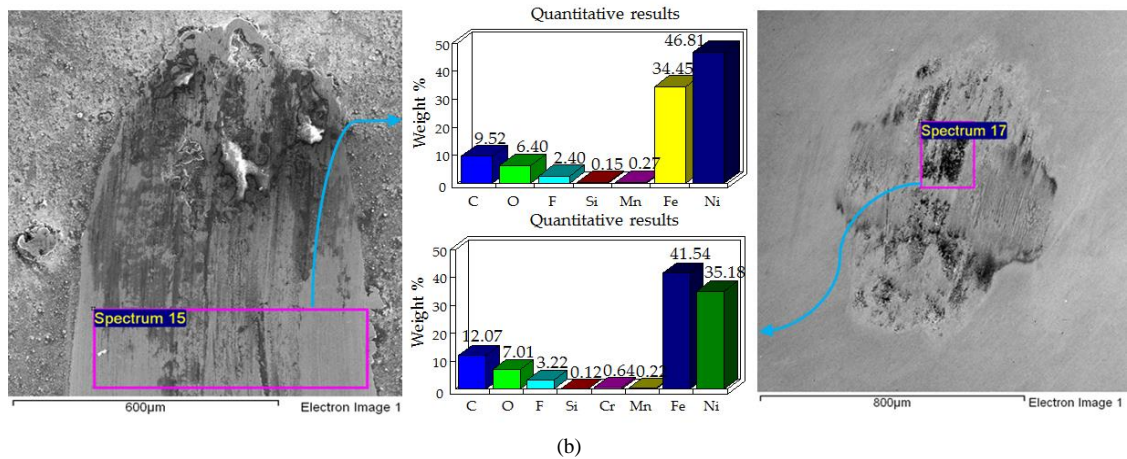 Spectrum 15
600µm
Electron Image 1
Quantitative results
Weight %
50
40
30
20
10
0
9.52
6.40
2.40
0.15
0.27
34.45
46.81
C O F Si Mn Fe Ni
Quantitative results
Weight %
50
40
30
20
10
0
12.07
7.01
3.22
0.12
0.64
0.22
41.54
35.18
C O F Si Cr Mn Fe Ni
Spectrum 17
800µm
Electron Image 1
(b)